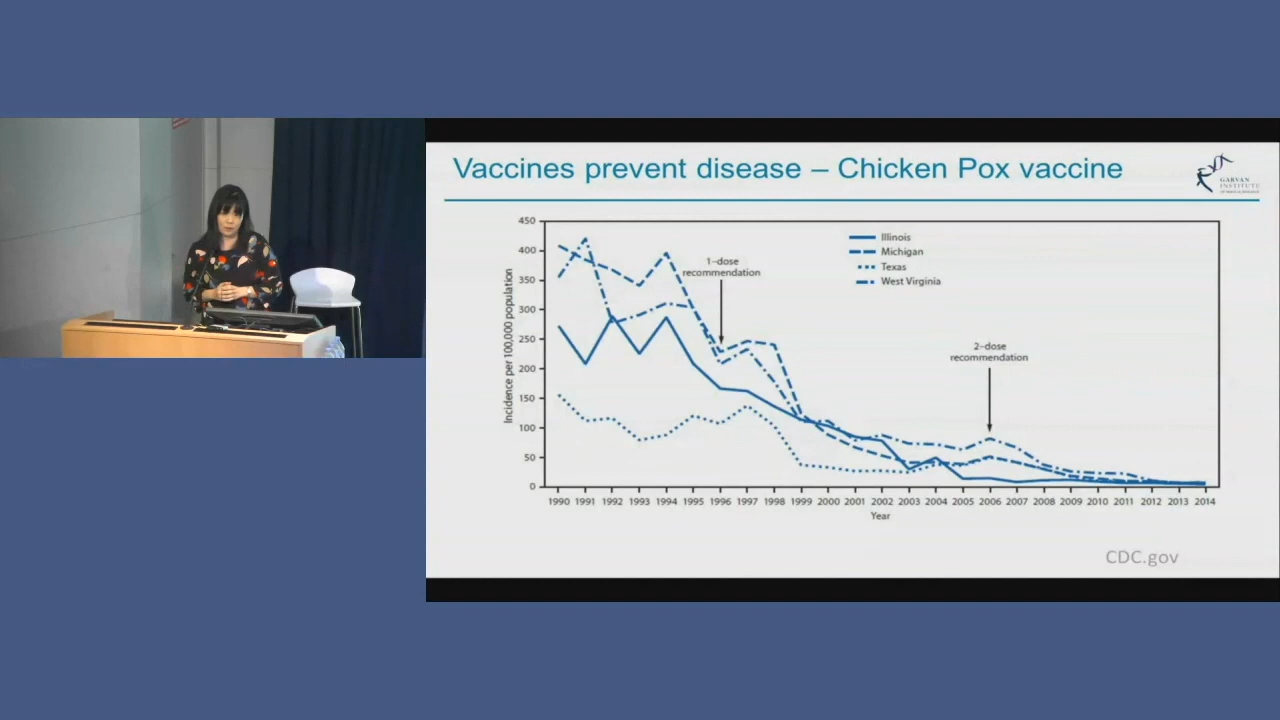 Vaccines prevent disease – Chicken Pox vaccine
GARVAN
INSTITUTE
450
400
350
300
250
200
150
100
50
0
Incidence per 100,000 population
1-dose
recommendation
Illinois
Michigan
Texas
West Virginia
2-dose
recommendation
1990 1991 1992 1993 1994 1995 1996 1997 1998 1999 2000 2001 2002 2003 2004 2005 2006 2007 2008 2009 2010 2011 2012 2013 2014
Year
CDC.gov